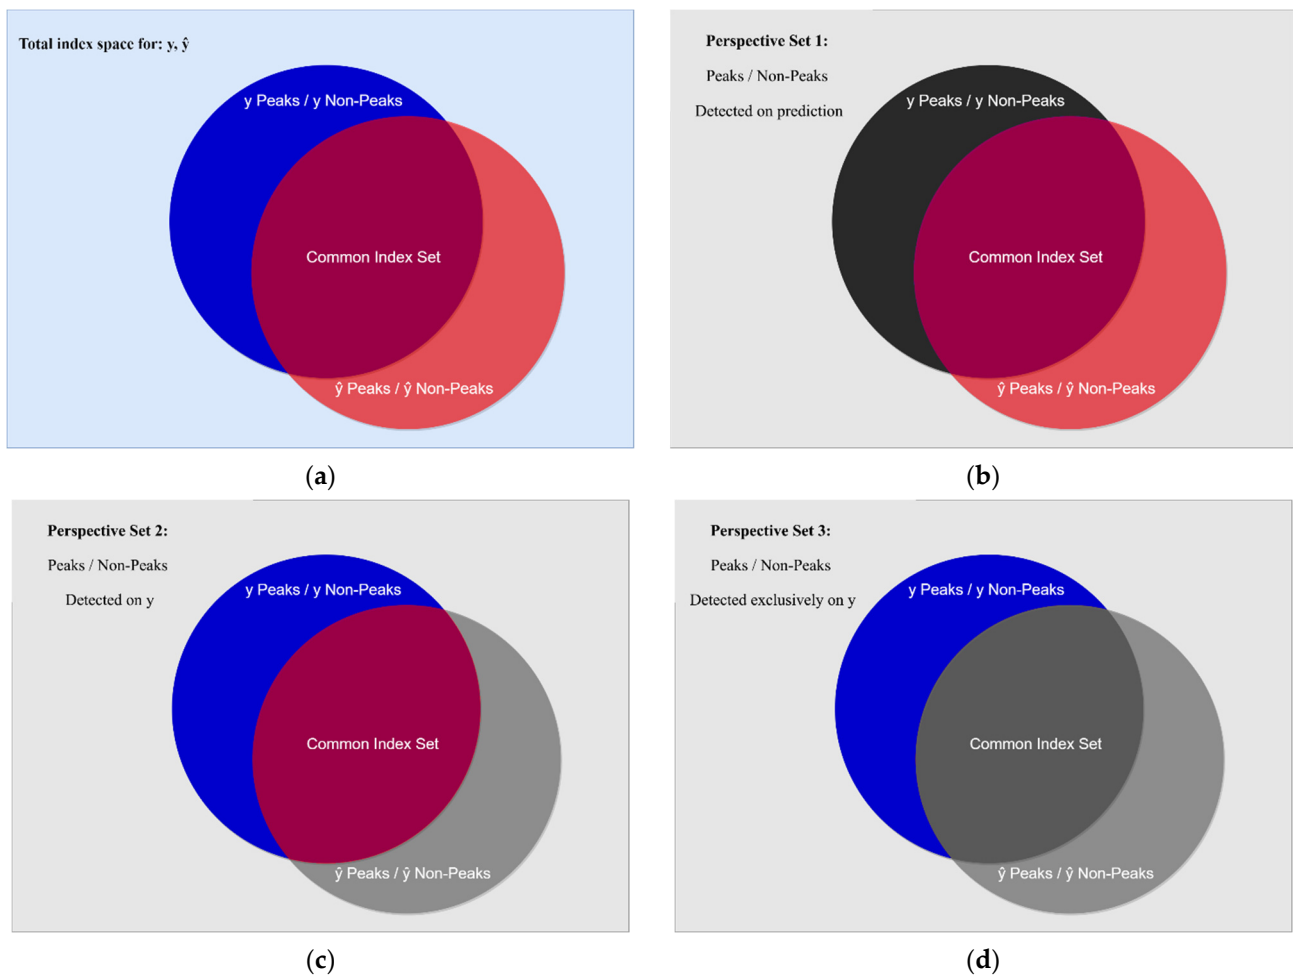 Total index space for: y, ŷ
y Peaks / y Non-Peaks
Common Index Set
ŷ Peaks / ŷ Non-Peaks
(a)
Perspective Set 1:
Peaks / Non-Peaks
Detected on prediction
y Peaks / y Non-Peaks
Common Index Set
ŷ Peaks / ŷ Non-Peaks
(b)
Perspective Set 2:
Peaks / Non-Peaks
Detected on y
y Peaks / y Non-Peaks
Common Index Set
ŷ Peaks / ŷ Non-Peaks
(c)
Perspective Set 3:
Peaks / Non-Peaks
Detected exclusively on y
y Peaks / y Non-Peaks
Common Index Set
ŷ Peaks / ŷ Non-Peaks
(d)